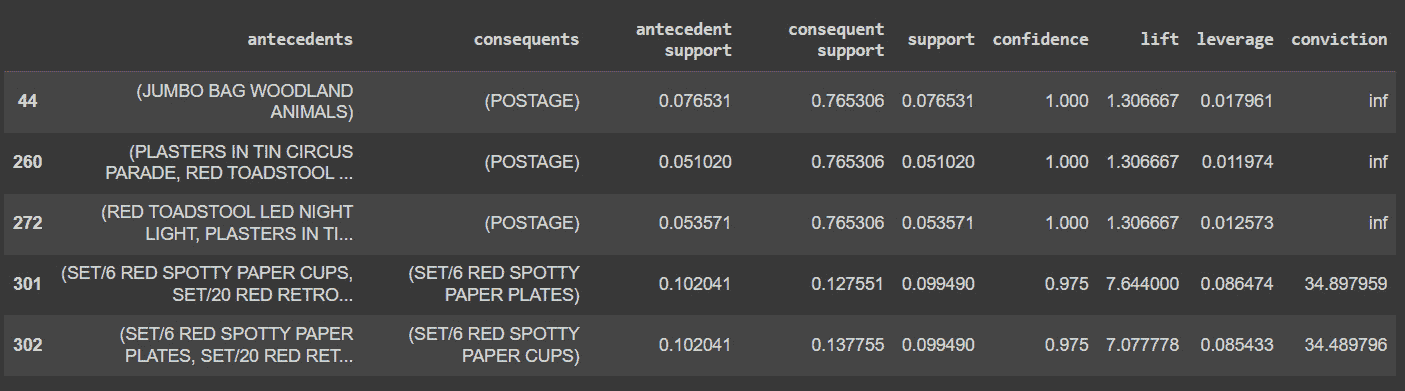 antecedents consequents antecedent support consequent support support confidence lift leverage conviction
44 (JUMBO BAG WOODLAND ANIMALS) (POSTAGE) 0.076531 0.765306 0.076531 1.000 1.306667 0.017961 inf
260 (PLASTERS IN TIN CIRCUS PARADE, RED TOADSTOOL ... (POSTAGE) 0.051020 0.765306 0.051020 1.000 1.306667 0.011974 inf
272 (RED TOADSTOOL LED NIGHT LIGHT, PLASTERS IN TI... (POSTAGE) 0.053571 0.765306 0.053571 1.000 1.306667 0.012573 inf
301 (SET/6 RED SPOTTY PAPER CUPS, SET/20 RED RETRO... (SET/6 RED SPOTTY PAPER PLATES) 0.102041 0.127551 0.099490 0.975 7.644000 0.086474 34.897959
302 (SET/6 RED SPOTTY PAPER PLATES, SET/20 RED RET... (SET/6 RED SPOTTY PAPER CUPS) 0.102041 0.137755 0.099490 0.975 7.077778 0.085433 34.489796